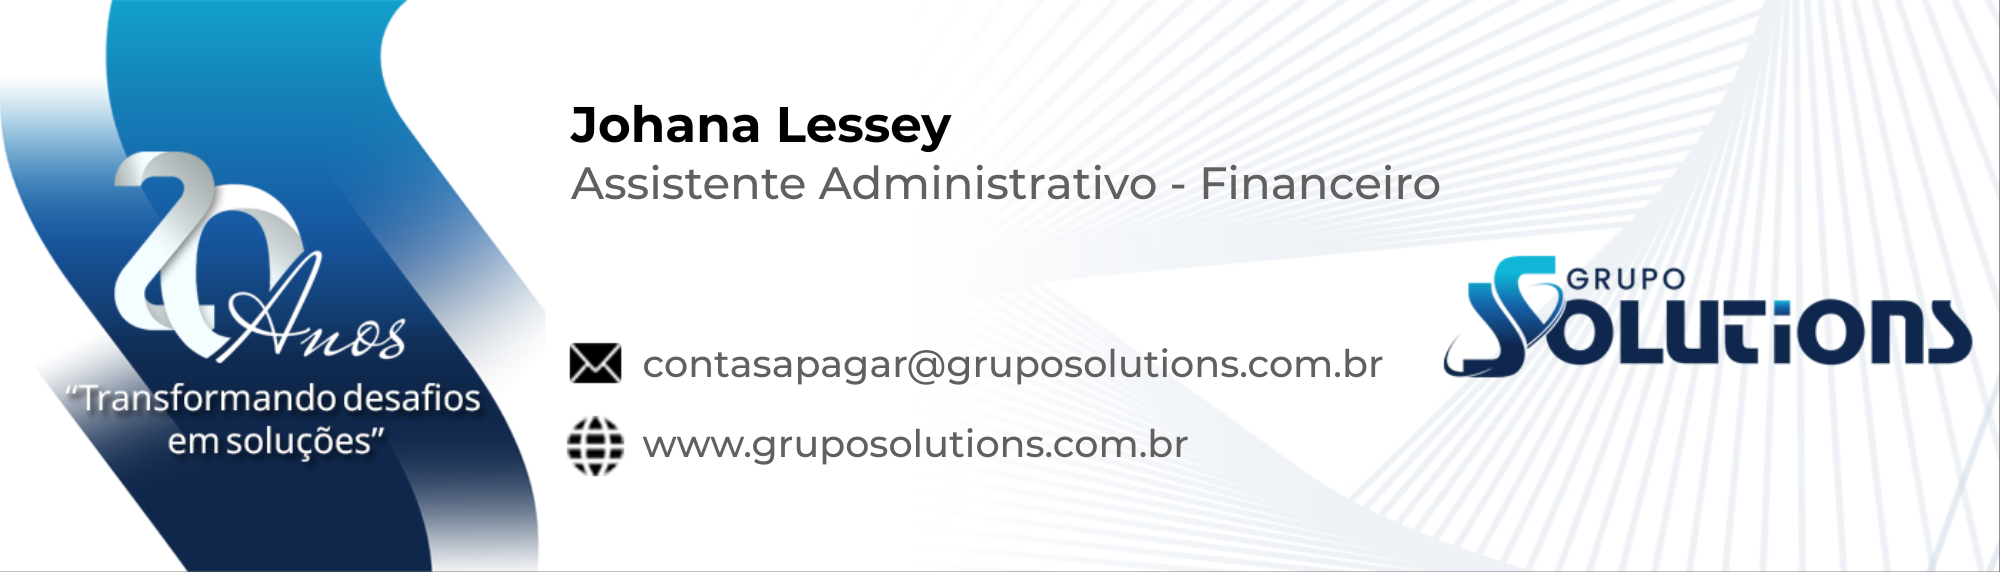 20
Anos
“Transformando desafios
em soluções”
Johana Lessey
Assistente Administrativo - Financeiro
contasapagar@gruposolutions.com.br
www.gruposolutions.com.br
GRUPO
SOLUTIONS